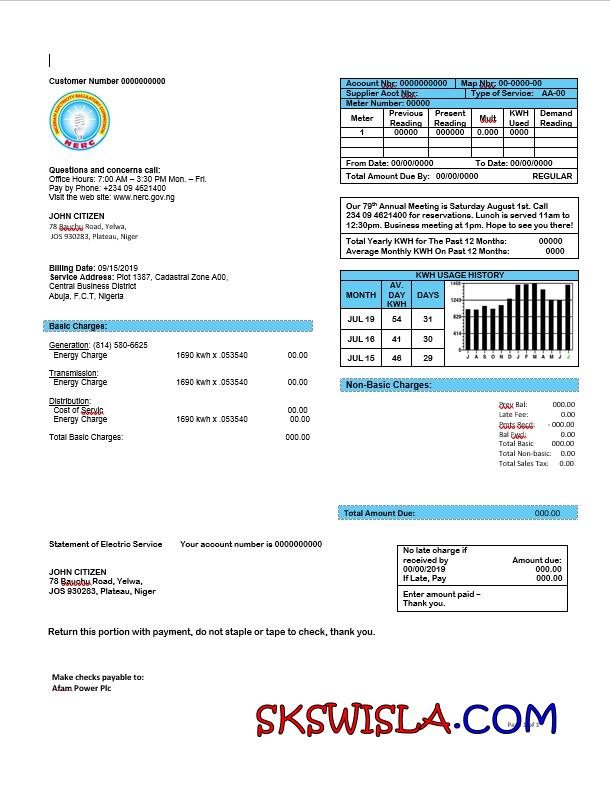 Customer Number 0000000000
NERC
Questions and concerns call:
Office Hours: 7:00 AM – 3:30 PM Mon. – Fri.
Pay by Phone: +234 09 4621400
Visit the web site: www.nerc.gov.ng
JOHN CITIZEN
78 Bauchu Road, Yelwa,
JOS 930283, Plateau, Niger
Billing Date: 09/15/2019
Service Address: Plot 1387, Cadastral Zone A00,
Central Business District
Abuja, F.C.T, Nigeria
Basic Charges:
Generation: (814) 580-6625
Energy Charge 1690 kwh x .053540 00.00
Transmission:
Energy Charge 1690 kwh x .053540 00.00
Distribution:
Cost of Servic 00.00
Energy Charge 1690 kwh x .053540 00.00
Total Basic Charges: 000.00
Account Nbr: 0000000000 Map Nbr: 00-0000-00
Supplier Acct Nbr: Type of Service: AA-00
Meter Number: 00000
Meter Previous Reading Present Reading Mult KWH Used Demand Reading
1 00000 000000 0.000 0000
From Date: 00/00/0000 To Date: 00/00/0000
Total Amount Due By: 00/00/0000 REGULAR
Our 79th Annual Meeting is Saturday August 1st. Call
234 09 4621400 for reservations. Lunch is served 11am to
12:30pm. Business meeting at 1pm. Hope to see you there!
Total Yearly KWH for The Past 12 Months: 00000
Average Monthly KWH On Past 12 Months: 0000
KWH USAGE HISTORY
MONTH AV. DAY KWH DAYS
JUL 19 54 31
JUL 16 41 30
JUL 15 46 29
1243
829
414
0
J A S O N D J F M A M J J
Non-Basic Charges:
Prev Bal: 000.00
Late Fee: 0.00
Pmts Recd: - 000.00
Bal Fwd: 0.00
Total Basic 000.00
Total Non-basic: 0.00
Total Sales Tax: 0.00
Total Amount Due: 000.00
Statement of Electric Service Your account number is 0000000000
JOHN CITIZEN
78 Bauchu Road, Yelwa,
JOS 930283, Plateau, Niger
No late charge if
received by Amount due:
00/00/2019 000.00
If Late, Pay 000.00
Enter amount paid –
Thank you.
Return this portion with payment, do not staple or tape to check, thank you.
Make checks payable to:
Afam Power Plc
SKSWISLA.COM